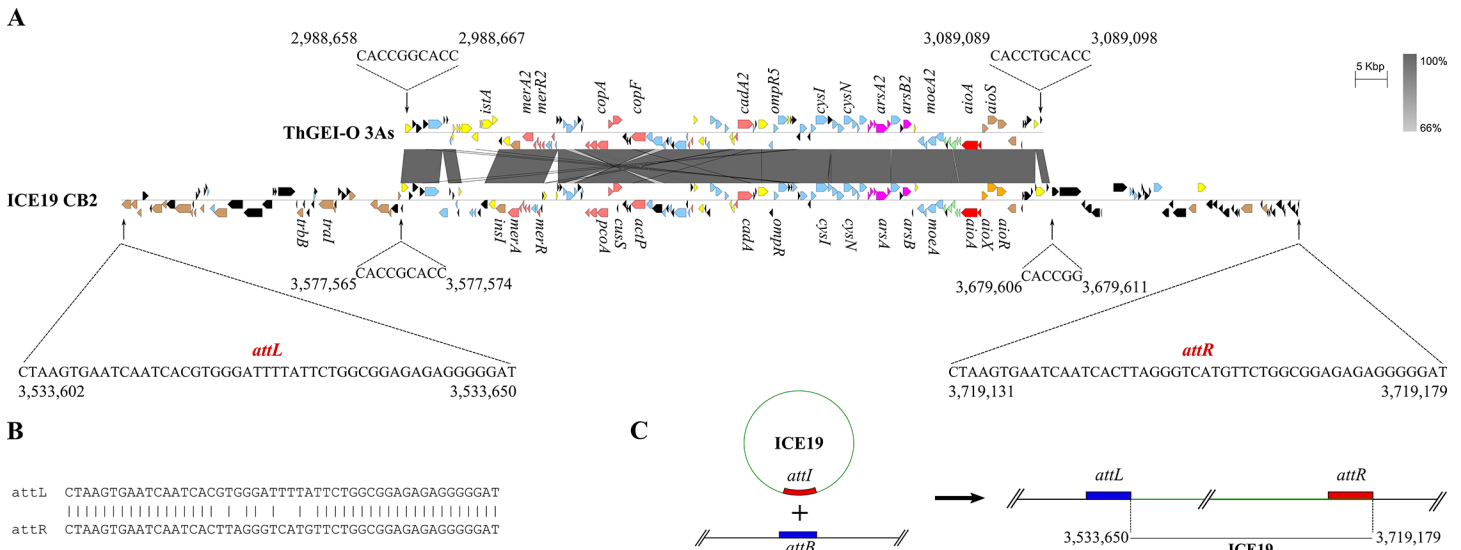 A
2,988,658
2,988,667
CACCGGCACC
3,089,089
3,089,098
CACCTGCACC
5 Kbp
100%
66%
istA
merA2
merR2
copA
copF
cadA2
ompR5
cysI
cysN
arsA2
arsB2
moeA2
aioA
aioS
ThGEI-O 3As
ICE19 CB2
trbB
traI
tnsI
merA
merR
pcoA
cusS
actP
cadA
ompR
cysI
cysN
arsA
arsB
moeA
aioA
aioX
aioR
CACCGCACC
3,577,565
3,577,574
CACCGG
3,679,606
3,679,611
attL
CTAAGTGAATCAATCACGTGGGATTTTATTCTGGCGGAGAGAGGGGGAT
3,533,602
3,533,650
attR
CTAAGTGAATCAATCACTTAGGGTCATGTTCTGGCGGAGAGAGGGGGAT
3,719,131
3,719,179
B
attL CTAAGTGAATCAATCACGTGGGATTTTATTCTGGCGGAGAGAGGGGGAT
attR CTAAGTGAATCAATCACTTAGGGTCATGTTCTGGCGGAGAGAGGGGGAT
C
ICE19
attI
+
attL
attR
3,533,650
3,719,179
ICE19